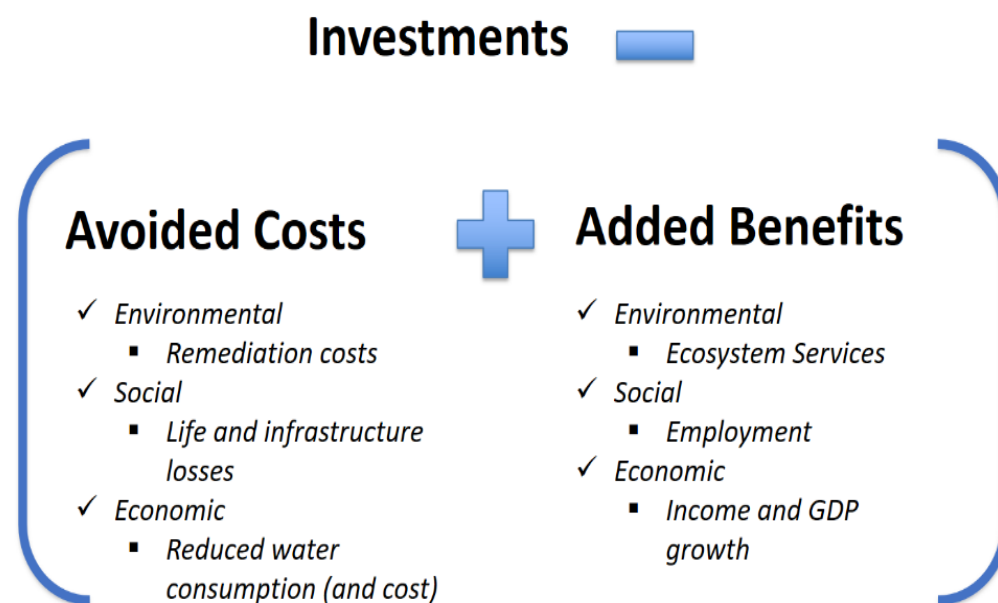 Investments
Avoided Costs
✓ Environmental
▪ Remediation costs
✓ Social
▪ Life and infrastructure
losses
✓ Economic
▪ Reduced water
consumption (and cost)
Added Benefits
✓ Environmental
▪ Ecosystem Services
✓ Social
▪ Employment
✓ Economic
▪ Income and GDP
growth